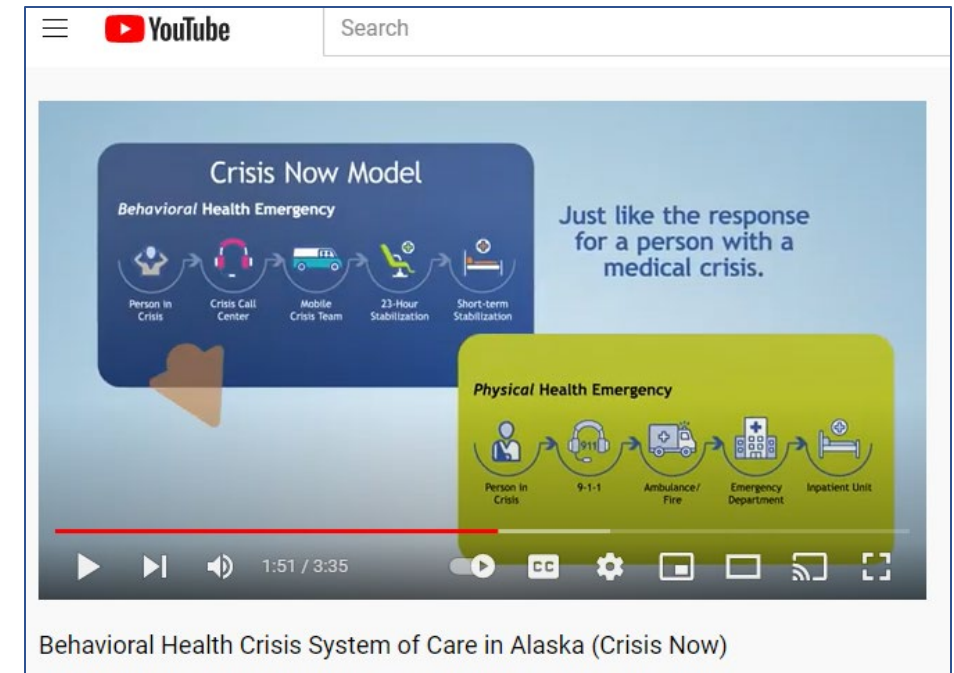 YouTube
Search
Crisis Now Model
Behavioral Health Emergency
Person in
Crisis
Crisis Call
Center
Mobile
Crisis Team
23-Hour
Stabilization
Short-term
Stabilization
Just like the response
for a person with a
medical crisis.
Physical Health Emergency
911
Person in
Crisis
9-1-1
Ambulance/
Fire
Emergency
Department
Inpatient Unit
1:51 / 3:35
CC
Behavioral Health Crisis System of Care in Alaska (Crisis Now)